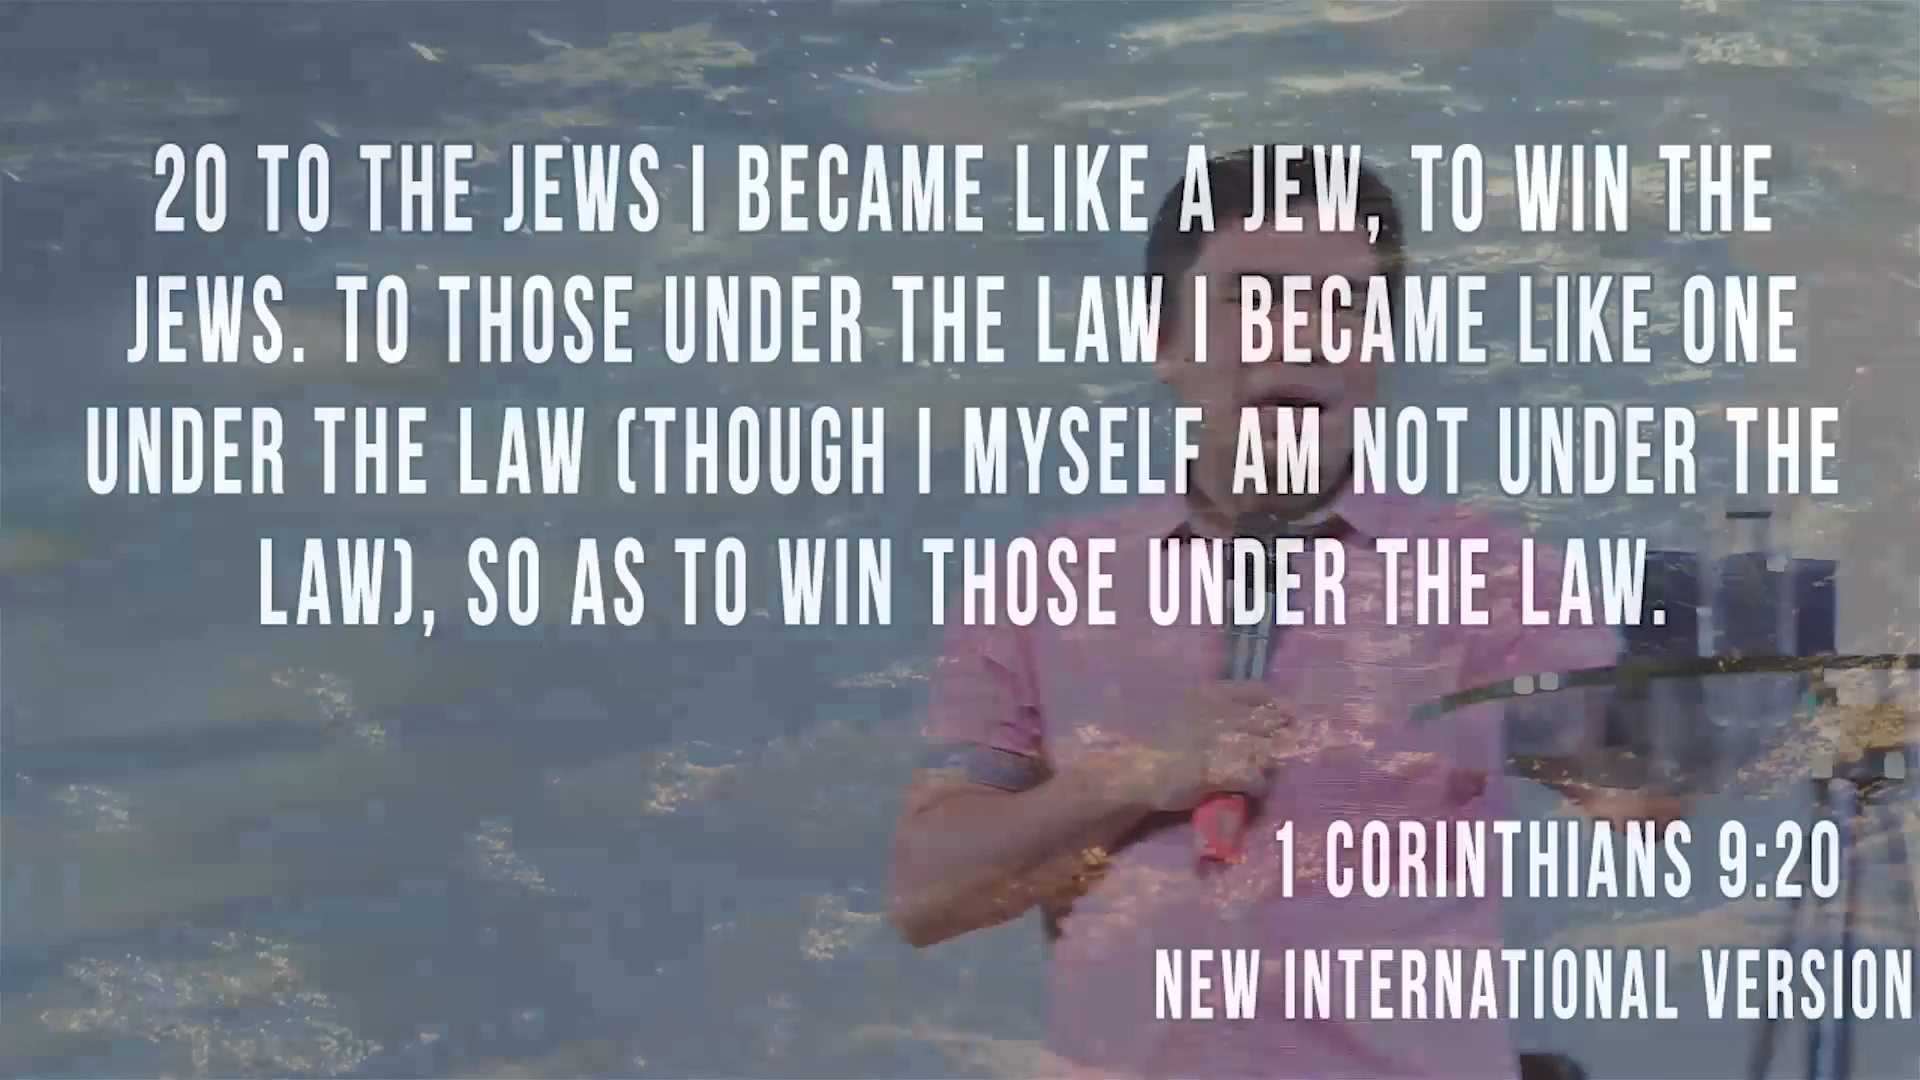 20 TO THE JEWS I BECAME LIKE A JEW, TO WIN THE
JEWS. TO THOSE UNDER THE LAW I BECAME LIKE ONE
UNDER THE LAW (THOUGH I MYSELF AM NOT UNDER THE
LAW), SO AS TO WIN THOSE UNDER THE LAW.
1 CORINTHIANS 9:20
NEW INTERNATIONAL VERSION